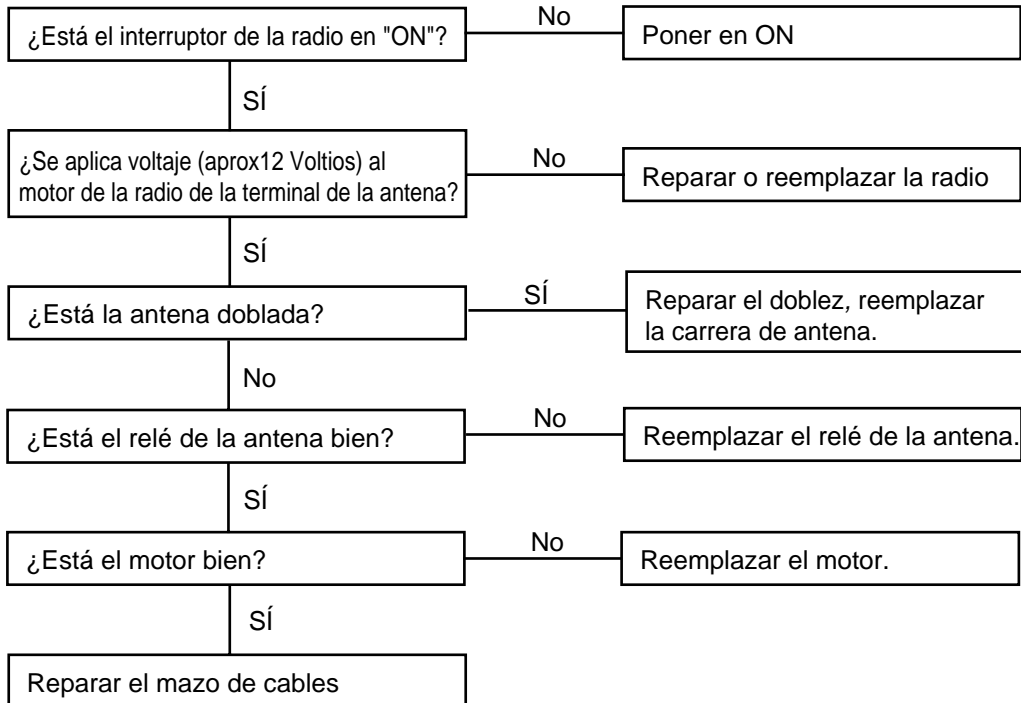 ¿Está el interruptor de la radio en "ON"?
No
Poner en ON
SÍ
¿Se aplica voltaje (aprox12 Voltios) al
motor de la radio de la terminal de la antena?
No
Reparar o reemplazar la radio
SÍ
¿Está la antena doblada?
SÍ
Reparar el doblez, reemplazar
la carrera de antena.
No
¿Está el relé de la antena bien?
No
Reemplazar el relé de la antena.
SÍ
¿Está el motor bien?
No
Reemplazar el motor.
SÍ
Reparar el mazo de cables